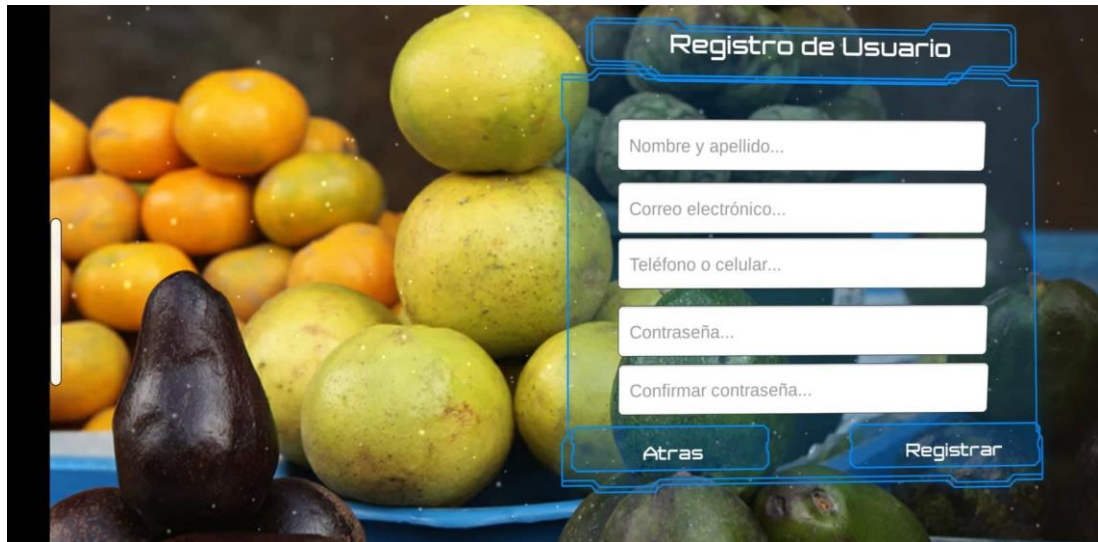 Registro de Usuario
Nombre y apellido...
Correo electrónico...
Teléfono o celular...
Contraseña...
Confirmar contraseña...
Atras
Registrar